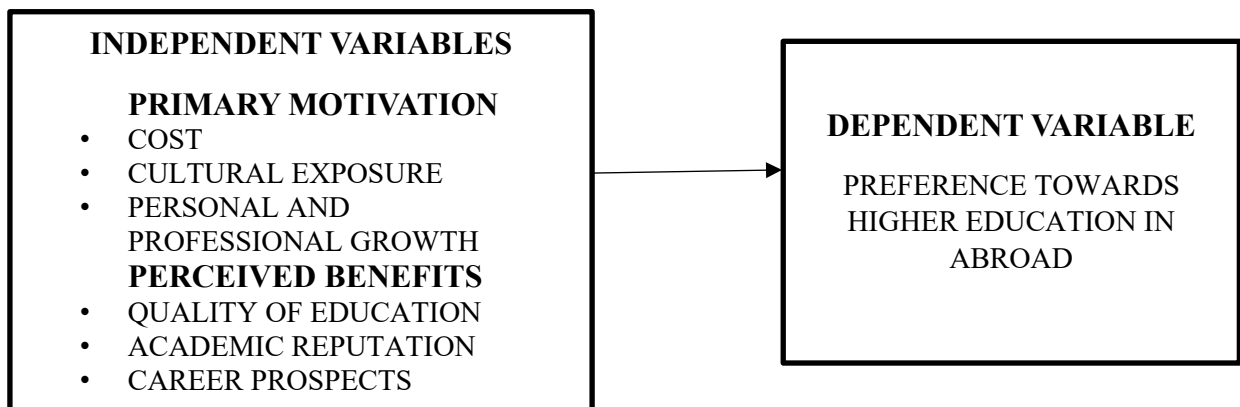 INDEPENDENT VARIABLES
PRIMARY MOTIVATION
• COST
• CULTURAL EXPOSURE
• PERSONAL AND
PROFESSIONAL GROWTH
PERCEIVED BENEFITS
• QUALITY OF EDUCATION
• ACADEMIC REPUTATION
• CAREER PROSPECTS
DEPENDENT VARIABLE
PREFERENCE TOWARDS
HIGHER EDUCATION IN
ABROAD